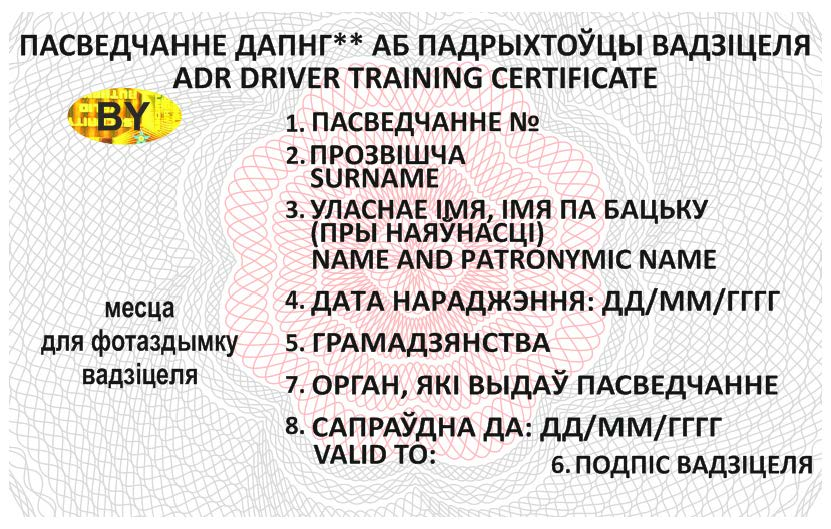 ПАСВЕДЧАННЕ ДАПНГ** АБ ПАДРЫХТОЎЦЫ ВАДЗІЦЕЛЯ
ADR DRIVER TRAINING CERTIFICATE
BY
1. ПАСВЕДЧАННЕ №
2. ПРОЗВІШЧА
SURNAME
3. УЛАСНАЕ ІМЯ, ІМЯ ПА БАЦЬКУ
(ПРЫ НАЯЎНАСЦІ)
NAME AND PATRONYMIC NAME
4. ДАТА НАРАДЖЭННЯ: ДД/ММ/ГГГГ
месца
для фотаздымку
вадзіцеля
5. ГРАМАДЗЯНСТВА
7. ОРГАН, ЯКІ ВЫДАЎ ПАСВЕДЧАННЕ
8. САПРАЎДНА ДА: ДД/ММ/ГГГГ
VALID TO:
6. ПОДПІС ВАДЗІЦЕЛЯ